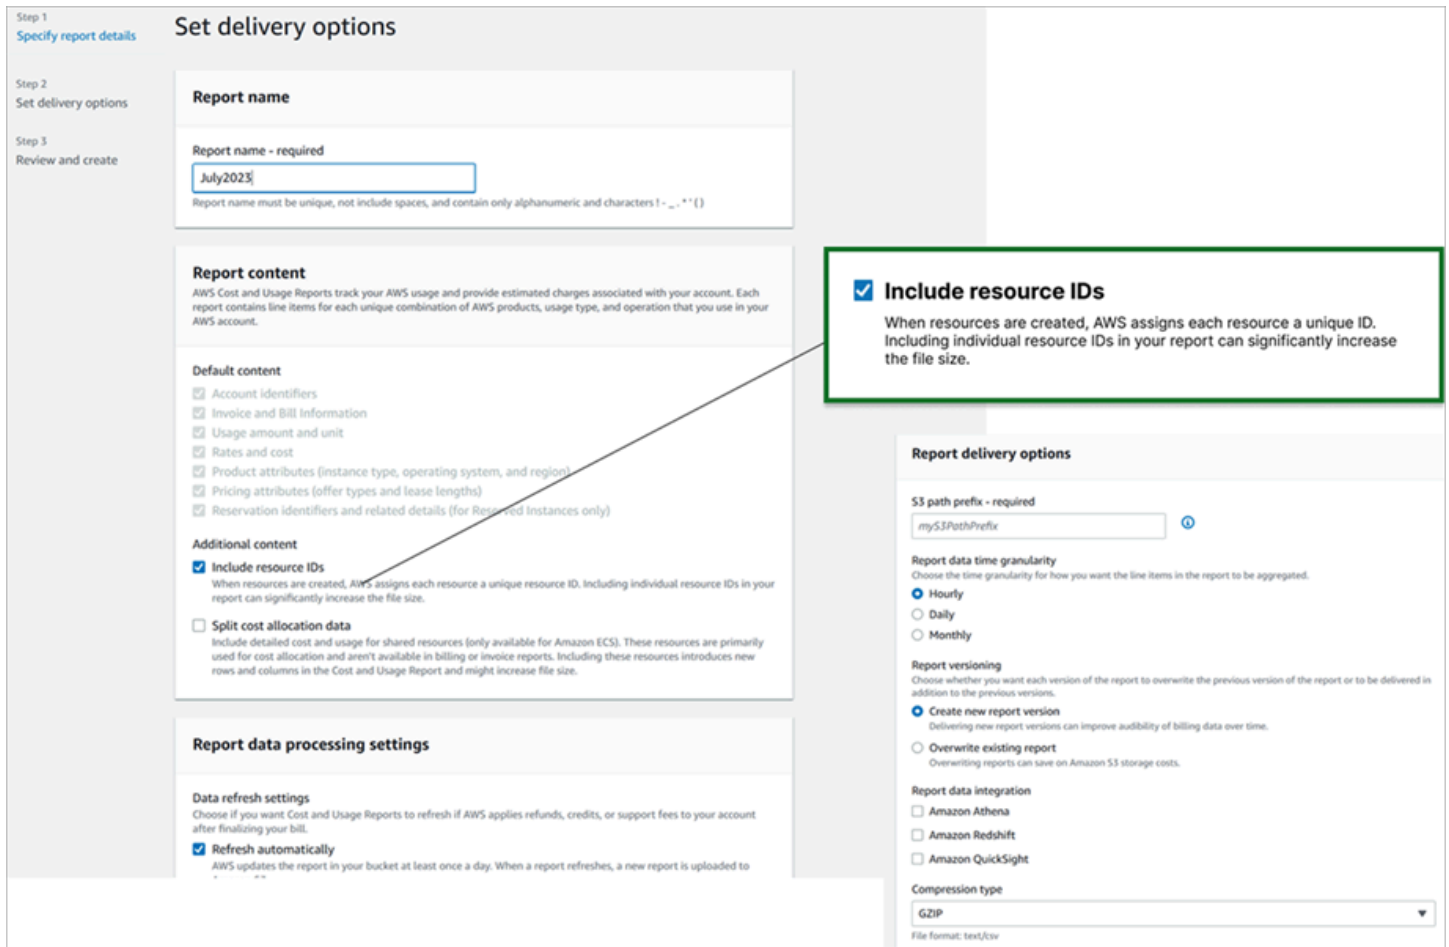 Step 1
Specify report details
Step 2
Set delivery options
Step 3
Review and create
Set delivery options
Report name
Report name - required
July2023
Report name must be unique, not include spaces, and contain only alphanumeric and characters ! - _ . * ' ( )
Report content
AWS Cost and Usage Reports track your AWS usage and provide estimated charges associated with your account. Each
report contains line items for each unique combination of AWS products, usage type, and operation that you use in your
AWS account.
Default content
Account identifiers
Invoice and Bill Information
Usage amount and unit
Rates and cost
Product attributes (instance type, operating system, and region)
Pricing attributes (offer types and lease lengths)
Reservation identifiers and related details (for Reserved Instances only)
Additional content
Include resource IDs
When resources are created, AWS assigns each resource a unique resource ID. Including individual resource IDs in your
report can significantly increase the file size.
Split cost allocation data
Include detailed cost and usage for shared resources (only available for Amazon ECS). These resources are primarily
used for cost allocation and aren't available in billing or invoice reports. Including these resources introduces new
rows and columns in the Cost and Usage Report and might increase file size.
Report data processing settings
Data refresh settings
Choose if you want Cost and Usage Reports to refresh if AWS applies refunds, credits, or support fees to your account
after finalizing your bill.
Refresh automatically
AWS updates the report in your bucket at least once a day. When a report refreshes, a new report is uploaded to
Include resource IDs
When resources are created, AWS assigns each resource a unique ID.
Including individual resource IDs in your report can significantly increase
the file size.
Report delivery options
S3 path prefix - required
myS3PathPrefix
Report data time granularity
Choose the time granularity for how you want the line items in the report to be aggregated.
Hourly
Daily
Monthly
Report versioning
Choose whether you want each version of the report to overwrite the previous version of the report or to be delivered in
addition to the previous versions.
Create new report version
Delivering new report versions can improve audibility of billing data over time.
Overwrite existing report
Overwriting reports can save on Amazon S3 storage costs.
Report data integration
Amazon Athena
Amazon Redshift
Amazon QuickSight
Compression type
GZIP
File format: text/csv